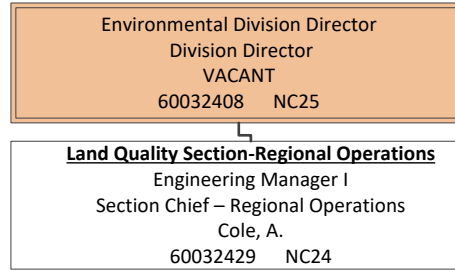 Environmental Division Director
Division Director
VACANT
60032408 NC25
Land Quality Section-Regional Operations
Engineering Manager I
Section Chief – Regional Operations
Cole, A.
60032429 NC24